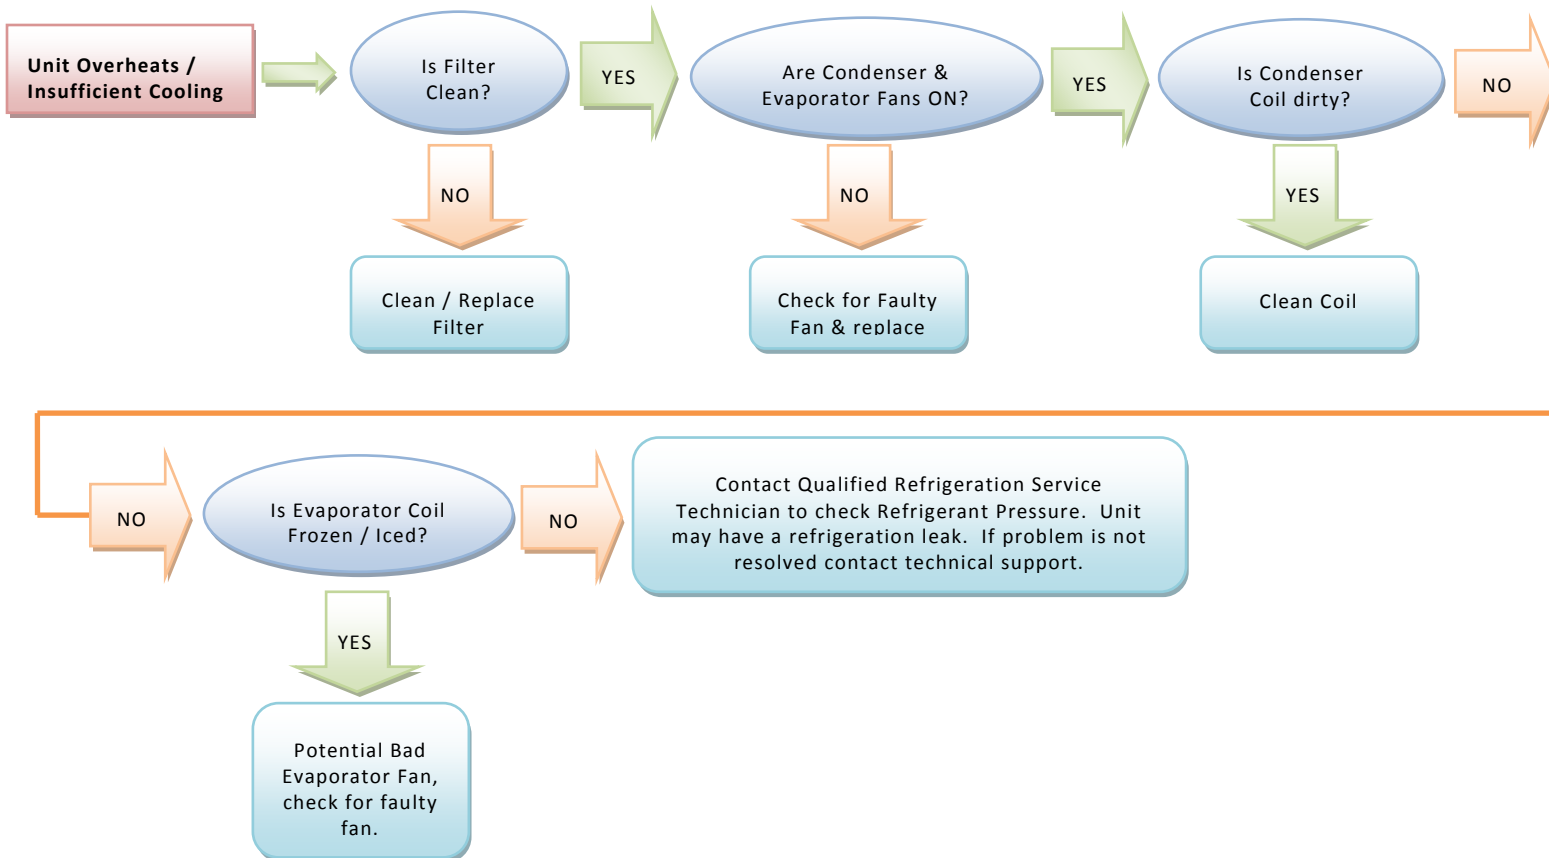 Unit Overheats /
Insufficient Cooling
Is Filter
Clean?
YES
Are Condenser &
Evaporator Fans ON?
YES
Is Condenser
Coil dirty?
NO
NO
NO
YES
Clean / Replace
Filter
Check for Faulty
Fan & replace
Clean Coil
NO
Is Evaporator Coil
Frozen / Iced?
NO
Contact Qualified Refrigeration Service
Technician to check Refrigerant Pressure.  Unit
may have a refrigeration leak.  If problem is not
resolved contact technical support.
YES
Potential Bad
Evaporator Fan,
check for faulty
fan.